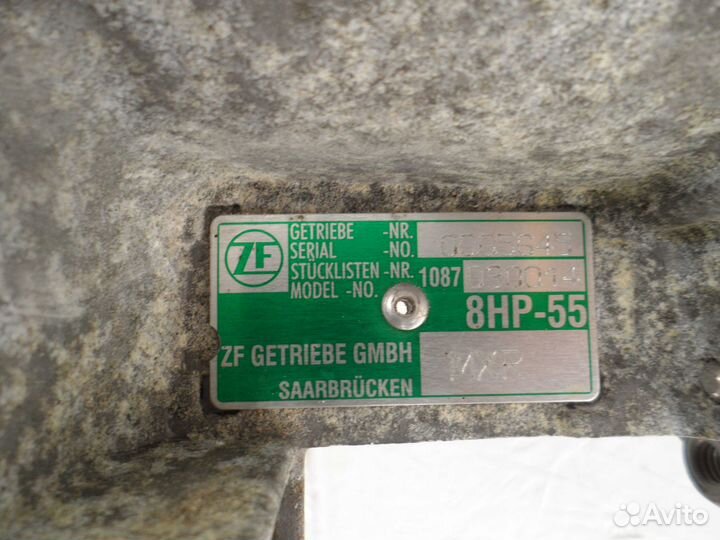 ZF
GETRIEBE -NR.
SERIAL -NO.
STÜCKLISTEN -NR. 1087
MODEL -NO.
8HP-55
ZF GETRIEBE GMBH
SAARBRÜCKEN
Avito